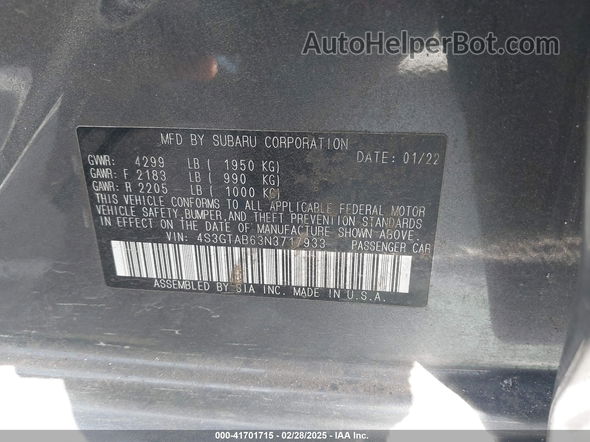 AutoHelperBot.com
MFD BY SUBARU CORPORATION
GVWR: 4299 LB ( 1950 KG) DATE: 01/22
GAWR: F 2183 LB ( 990 KG)
GAWR: R 2205 LB ( 1000 KG)
THIS VEHICLE CONFORMS TO ALL APPLICABLE FEDERAL MOTOR
VEHICLE SAFETY, BUMPER, AND THEFT PREVENTION STANDARDS
IN EFFECT ON THE DATE OF MANUFACTURE SHOWN ABOVE.
VIN: 4S3GTAB63N3717933 PASSENGER CAR
ASSEMBLED BY SIA INC. MADE IN U.S.A.
000-41701715 - 02/28/2025 - IAA Inc.